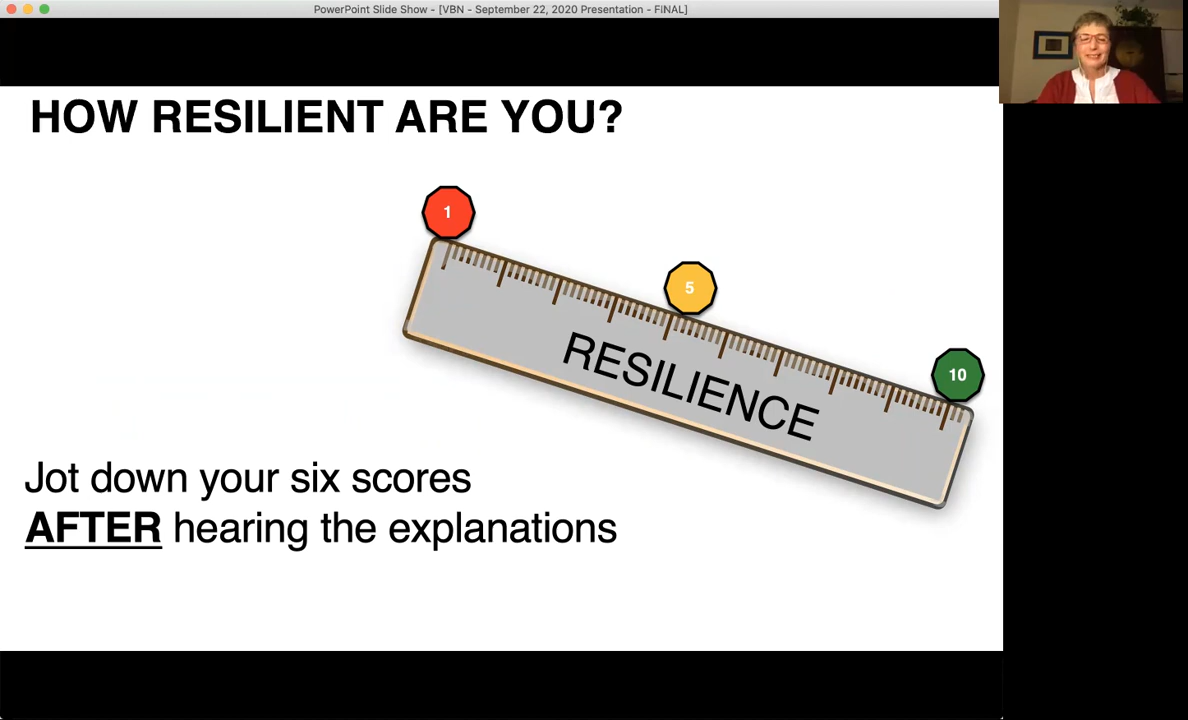 PowerPoint Slide Show - [VBN - September 22, 2020 Presentation - FiNAL]
HOW RESILIENT ARE YOU?
1
5
10
RESILIENCE
Jot down your six scores
AFTER hearing the explanations